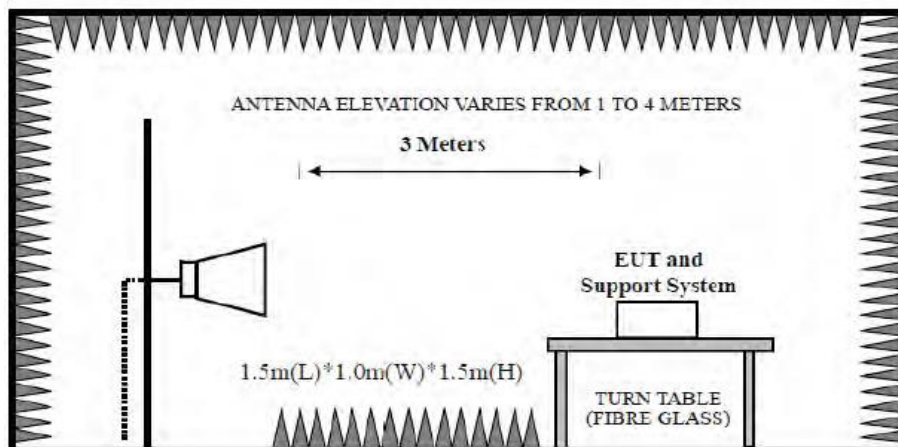 ANTENNA ELEVATION VARIES FROM 1 TO 4 METERS
3 Meters
EUT and
Support System
1.5m(L)*1.0m(W)*1.5m(H)
TURN TABLE
(FIBRE GLASS)